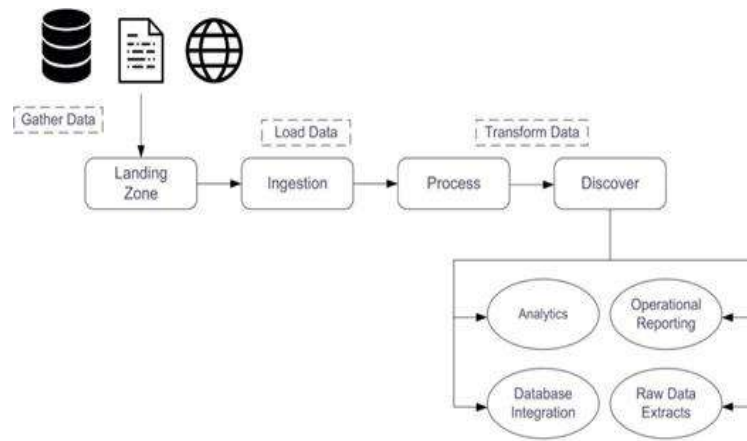 Gather Data
Load Data
Transform Data
Landing
Zone
Ingestion
Process
Discover
Analytics
Operational
Reporting
Database
Integration
Raw Data
Extracts